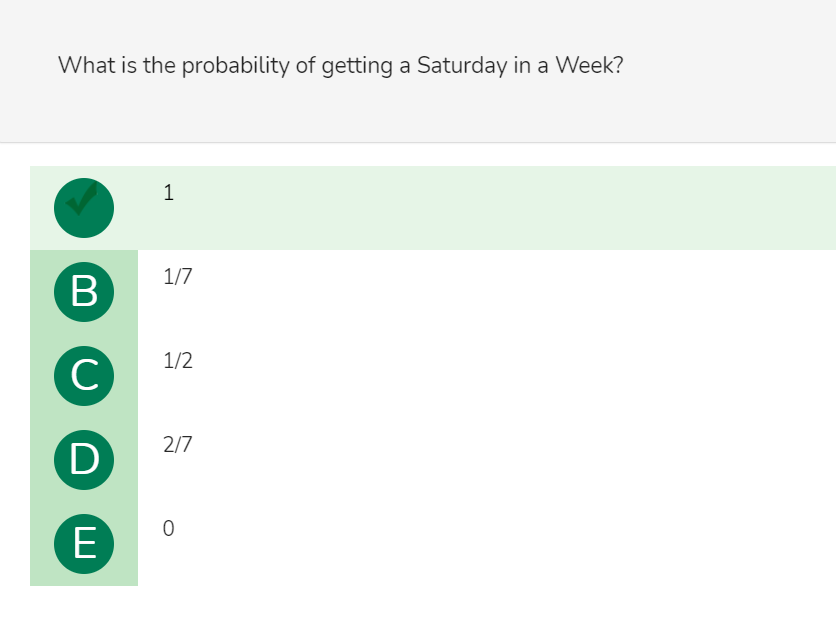 What is the probability of getting a Saturday in a Week?
1
B 1/7
C 1/2
D 2/7
E 0